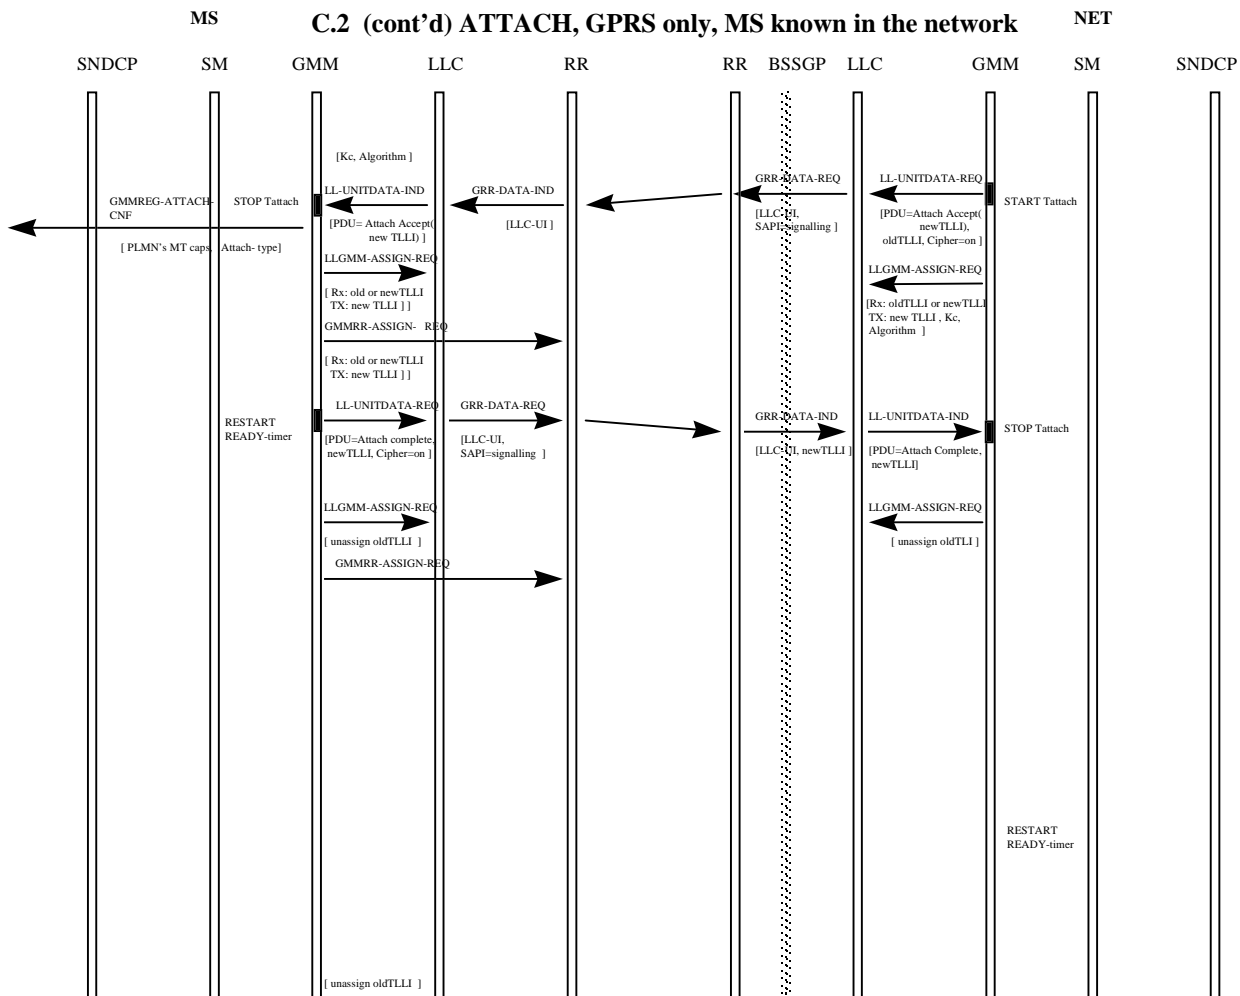 MS
C.2 (cont'd) ATTACH, GPRS only, MS known in the network
NET
SNDCP SM GMM LLC RR RR BSSGP LLC GMM SM SNDCP
[Kc, Algorithm ]
GMMREG-ATTACH-
CNF
STOP Tattach
LL-UNITDATA-IND
GRR-DATA-IND
GRR-DATA-REQ
LL-UNITDATA-REQ
START Tattach
[ PLMN's MT caps, Attach- type]
[PDU= Attach Accept(
new TLLI) ]
[LLC-UI ]
[LLC-UI,
SAPI=signalling ]
[PDU=Attach Accept(
newTLLI),
oldTLLI, Cipher=on ]
LLGMM-ASSIGN-REQ
[ Rx: old or newTLLI
TX: new TLLI ] ]
LLGMM-ASSIGN-REQ
[Rx: oldTLLI or newTLLI
TX: new TLLI , Kc,
Algorithm ]
GMMRR-ASSIGN- REQ
[ Rx: old or newTLLI
TX: new TLLI ] ]
RESTART
READY-timer
LL-UNITDATA-REQ
GRR-DATA-REQ
GRR-DATA-IND
LL-UNITDATA-IND
STOP Tattach
[PDU=Attach complete,
newTLLI, Cipher=on ]
[LLC-UI,
SAPI=signalling ]
[LLC-UI, newTLLI ]
[PDU=Attach Complete,
newTLLI]
LLGMM-ASSIGN-REQ
[ unassign oldTLLI ]
LLGMM-ASSIGN-REQ
[ unassign oldTLI ]
GMMRR-ASSIGN-REQ
RESTART
READY-timer
[ unassign oldTLLI ]